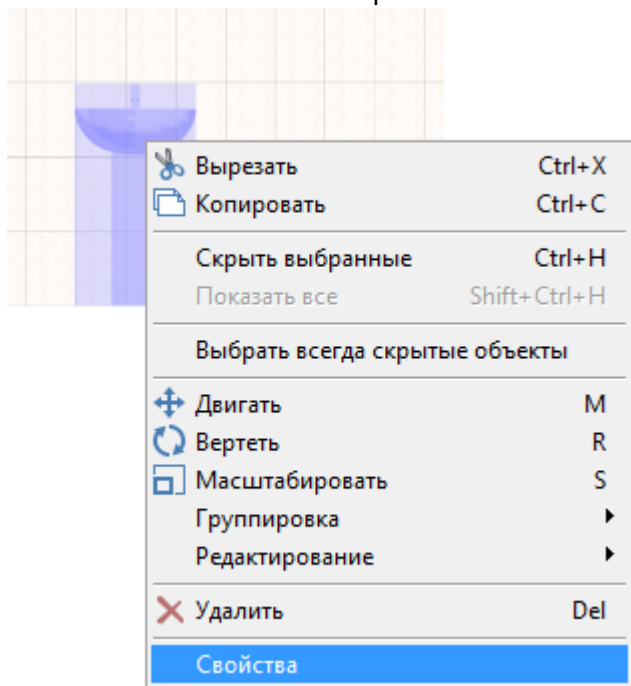 Вырезать Ctrl+X
Копировать Ctrl+C
Скрыть выбранные Ctrl+H
Показать все Shift+Ctrl+H
Выбрать всегда скрытые объекты
Двигать M
Вертеть R
Масштабировать S
Группировка
Редактирование
Удалить Del
Свойства